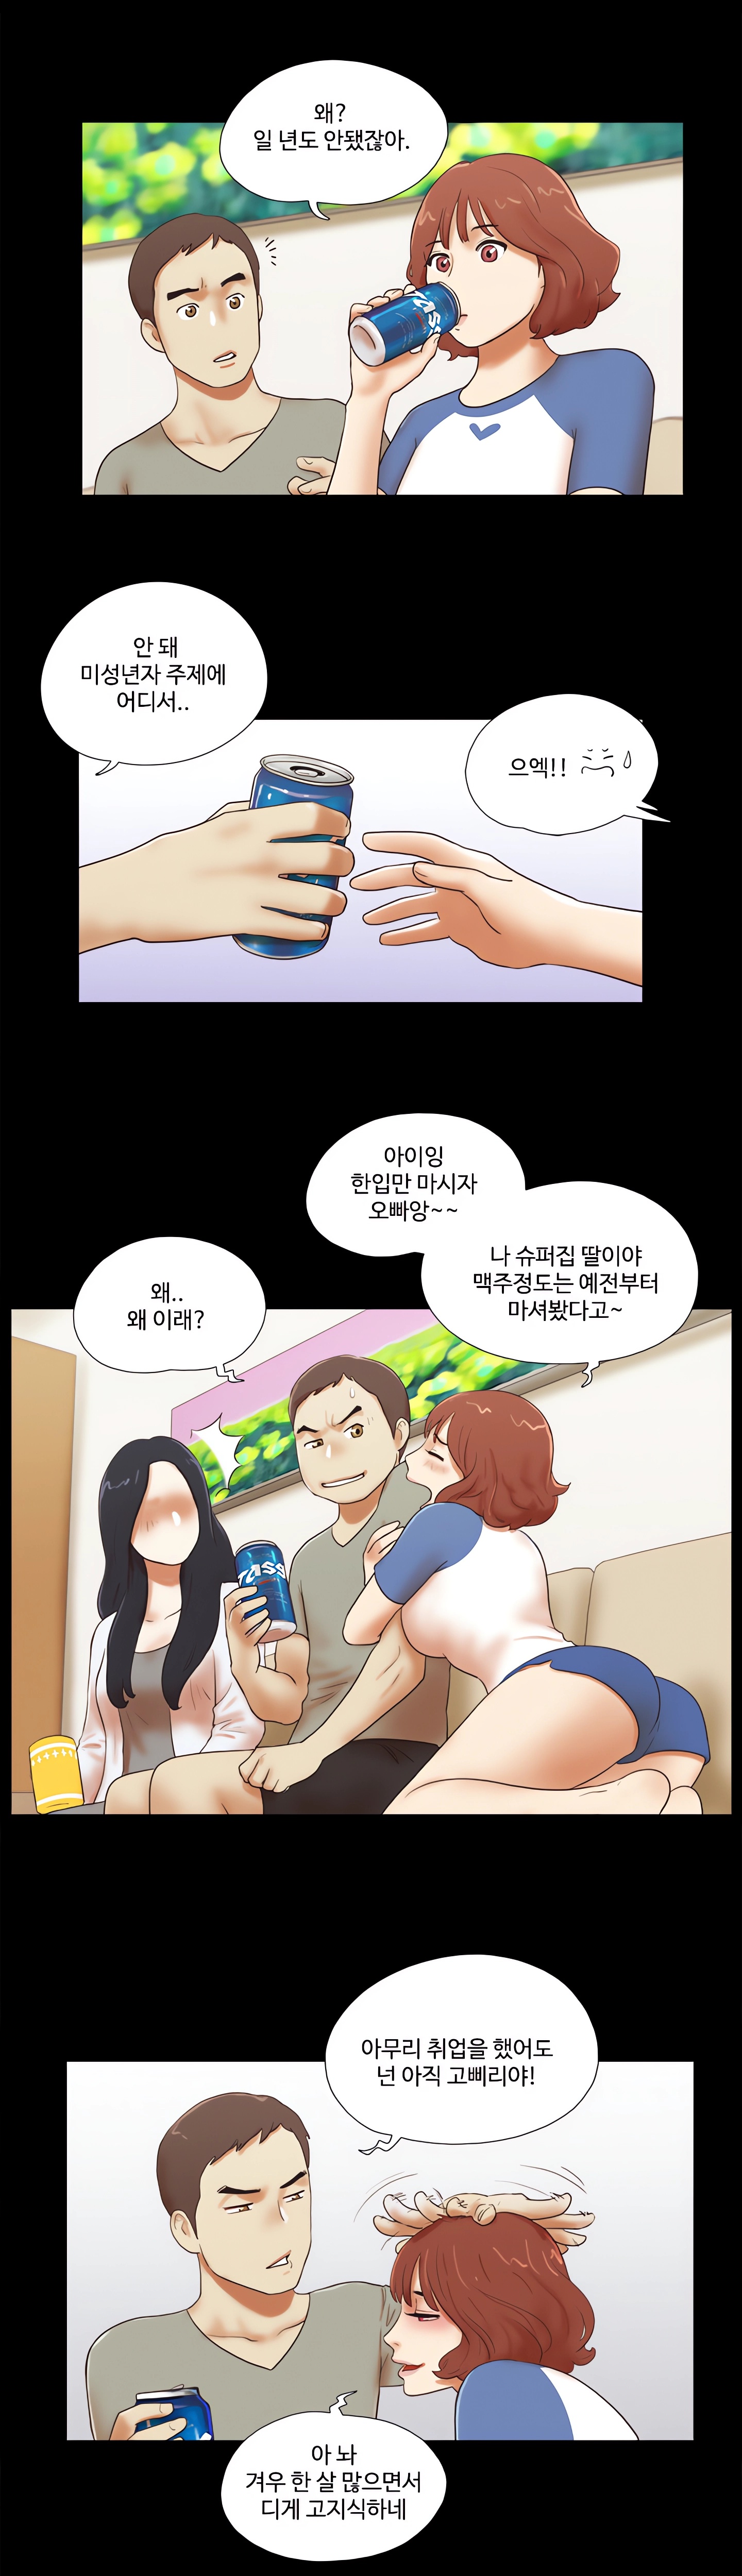 왜?
일 년도 안됐잖아.
안 돼
미성년자 주제에
어디서..
으엑!!
아이잉
한입만 마시자
오빠앙~~
나 슈퍼집 딸이야
맥주정도는 예전부터
마셔봤다고~
왜..
왜 이래?
아무리 취업을 했어도
넌 아직 고삐리야!
아 놔
겨우 한 살 많으면서
디게 고지식하네